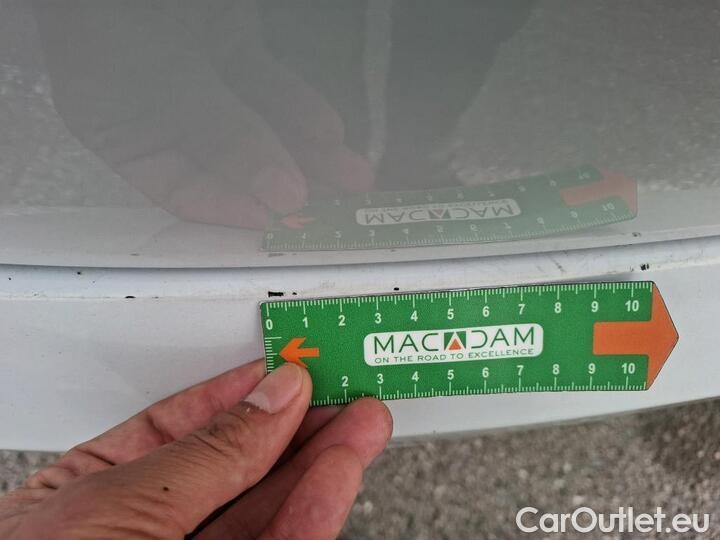 0 1 2 3 4 5 6 7 8 9 10
MACADAM
ON THE ROAD TO EXCELLENCE
2 3 4 5 6 7 8 9 10
CarOutlet.eu